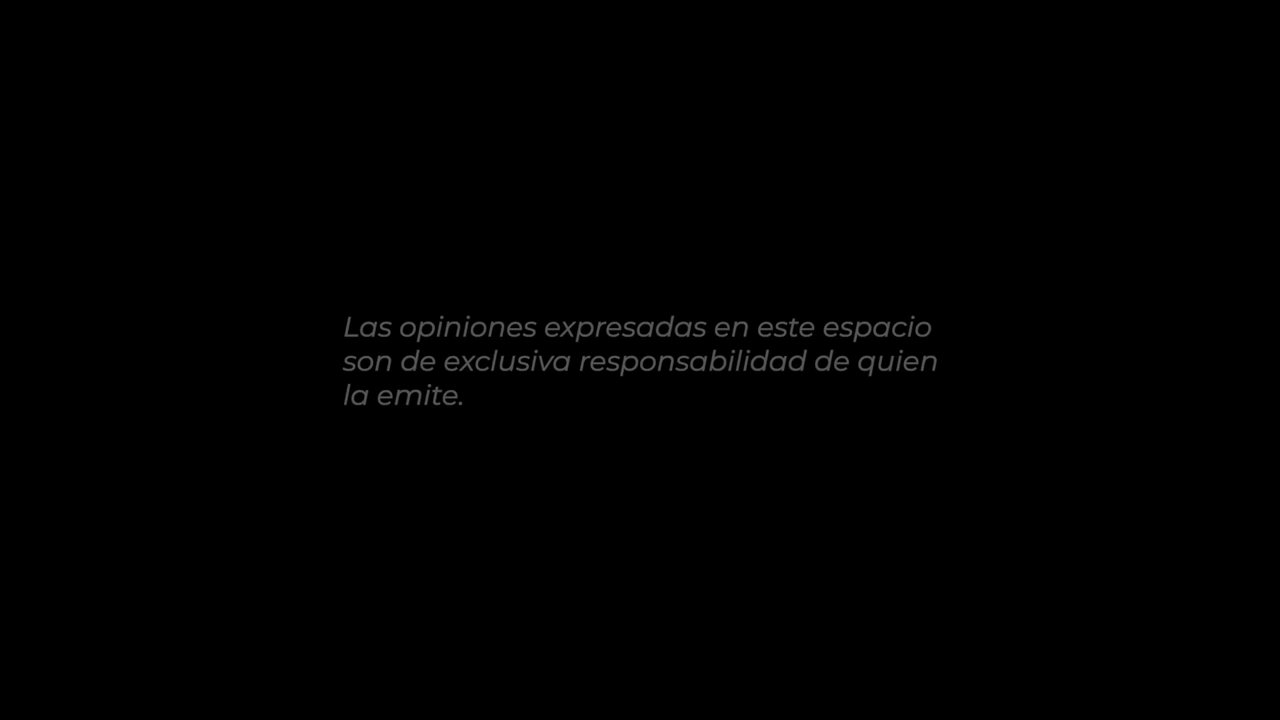 Las opiniones expresadas en este espacio
son de exclusiva responsabilidad de quien
la emite.